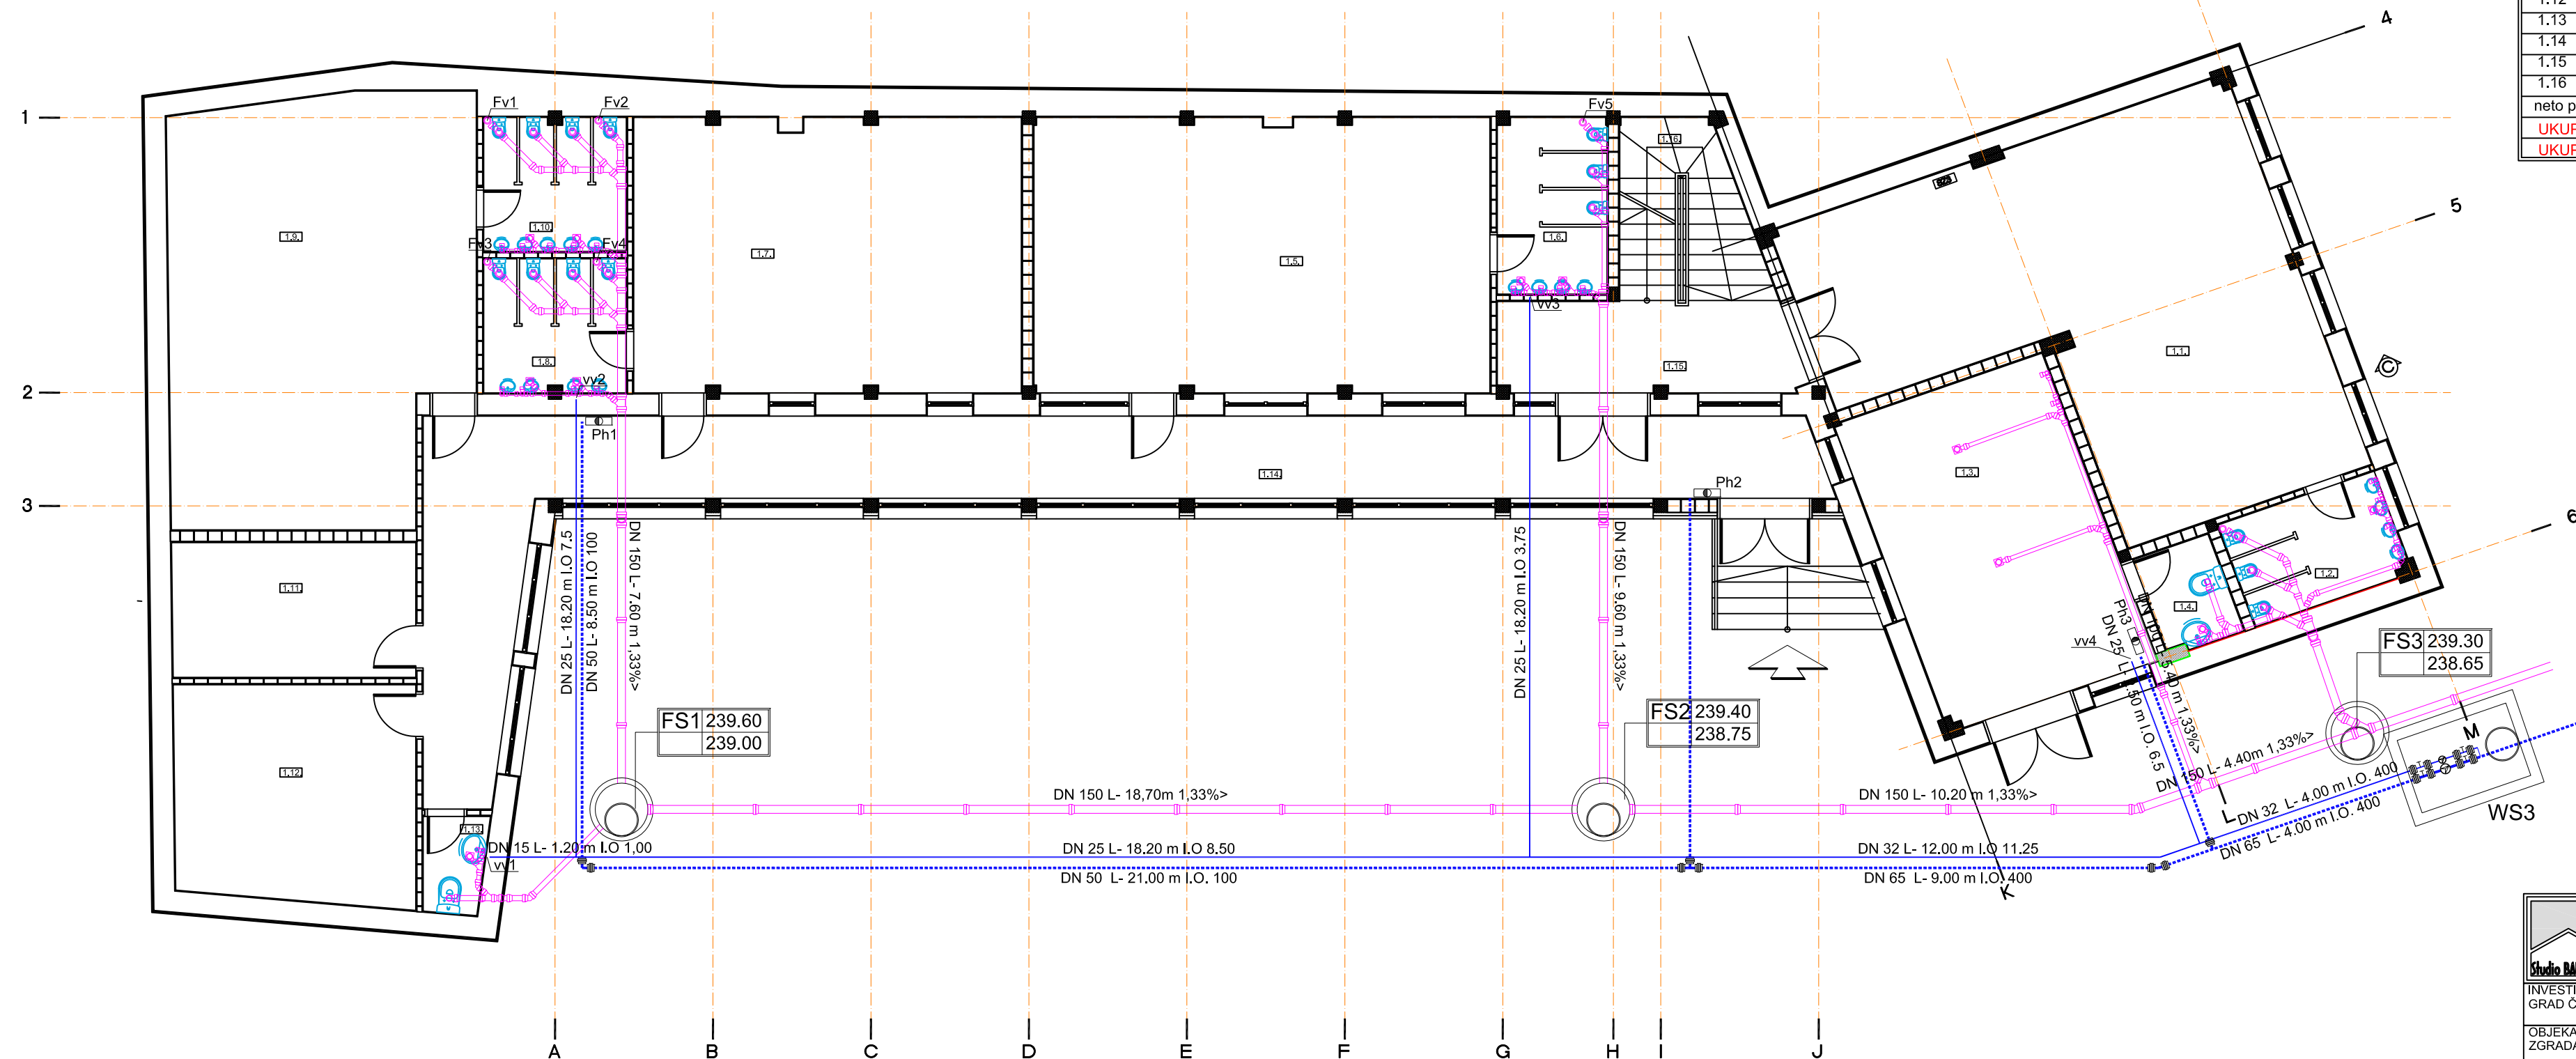 1.12
1.13
1.14
1.15
1.16
neto p
UKUP
UKUP
4
5
6
1
2
3
Fv1
Fv2
Fv3
Fv4
Fv5
1.9.
1.10.
1.8.
1.7.
1.5.
1.6.
1.16.
1.15.
1.14.
1.11.
1.12.
1.13.
1.1.
1.3.
1.2.
1.4.
C
vv2
vv3
Ph1
Ph2
Ph3
vv4
vv1
DN 25 L- 18.20 m I.O 7.5
DN 50 L- 8.50 m I.O 100
DN 150 L- 7.60 m 1,33%>
DN 25 L- 18.20 m I.O 3.75
DN 150 L- 9.60 m 1,33%>
FS1 239.60
239.00
FS2 239.40
238.75
FS3 239.30
238.65
DN 150 L- 18,70m 1,33%>
DN 150 L- 10.20 m 1,33%>
DN 150 L- 4.40m 1,33%>
DN 15 L- 1.20 m I.O 1,00
DN 25 L- 18.20 m I.O 8.50
DN 32 L- 12.00 m I.O 11.25
DN 32 L- 4.00 m I.O. 400
DN 50 L- 21.00 m I.O. 100
DN 65 L- 9.00 m I.O. 400
DN 65 L- 4.00 m I.O. 400
WS3
M
L
K
A
B
C
D
E
F
G
H
I
J
Studio BA
INVESTI
GRAD Č
OBJEKA
ZGRADA